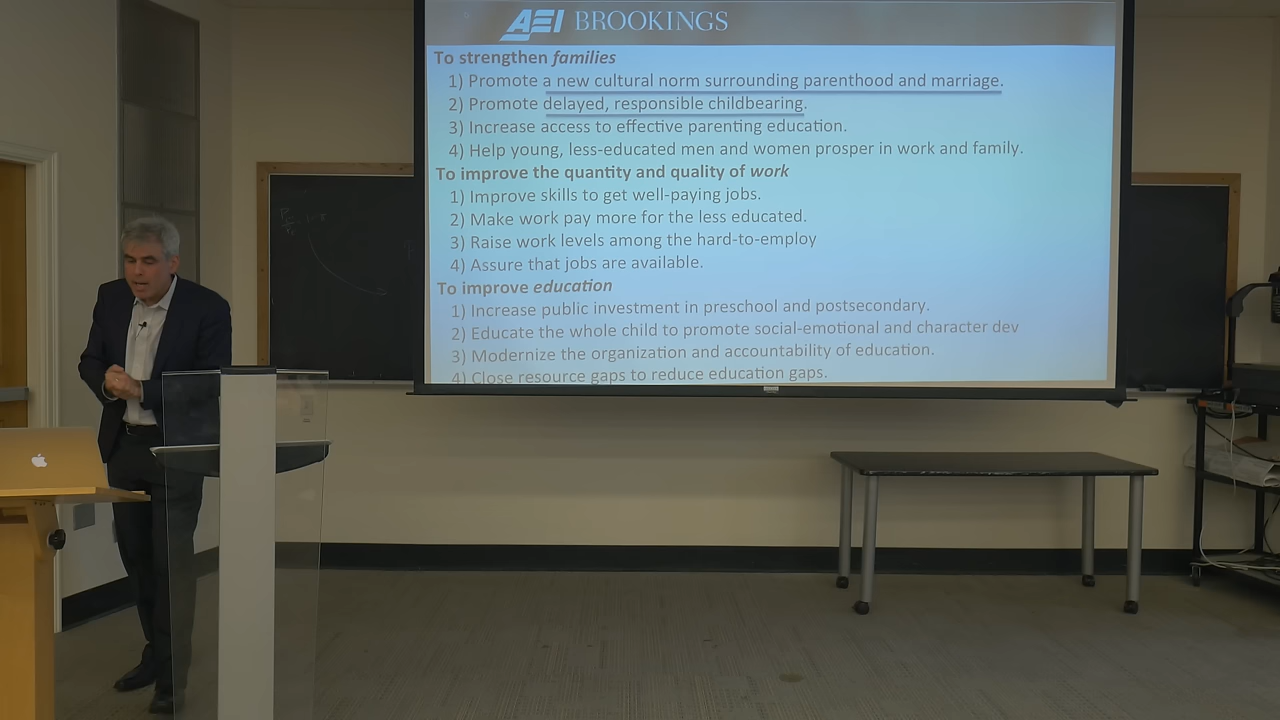 AEI BROOKINGS
To strengthen families
1) Promote a new cultural norm surrounding parenthood and marriage.
2) Promote delayed, responsible childbearing.
3) Increase access to effective parenting education.
4) Help young, less-educated men and women prosper in work and family.
To improve the quantity and quality of work
1) Improve skills to get well-paying jobs.
2) Make work pay more for the less educated.
3) Raise work levels among the hard-to-employ
4) Assure that jobs are available.
To improve education
1) Increase public investment in preschool and postsecondary.
2) Educate the whole child to promote social-emotional and character dev
3) Modernize the organization and accountability of education.
4) Close resource gaps to reduce education gaps.